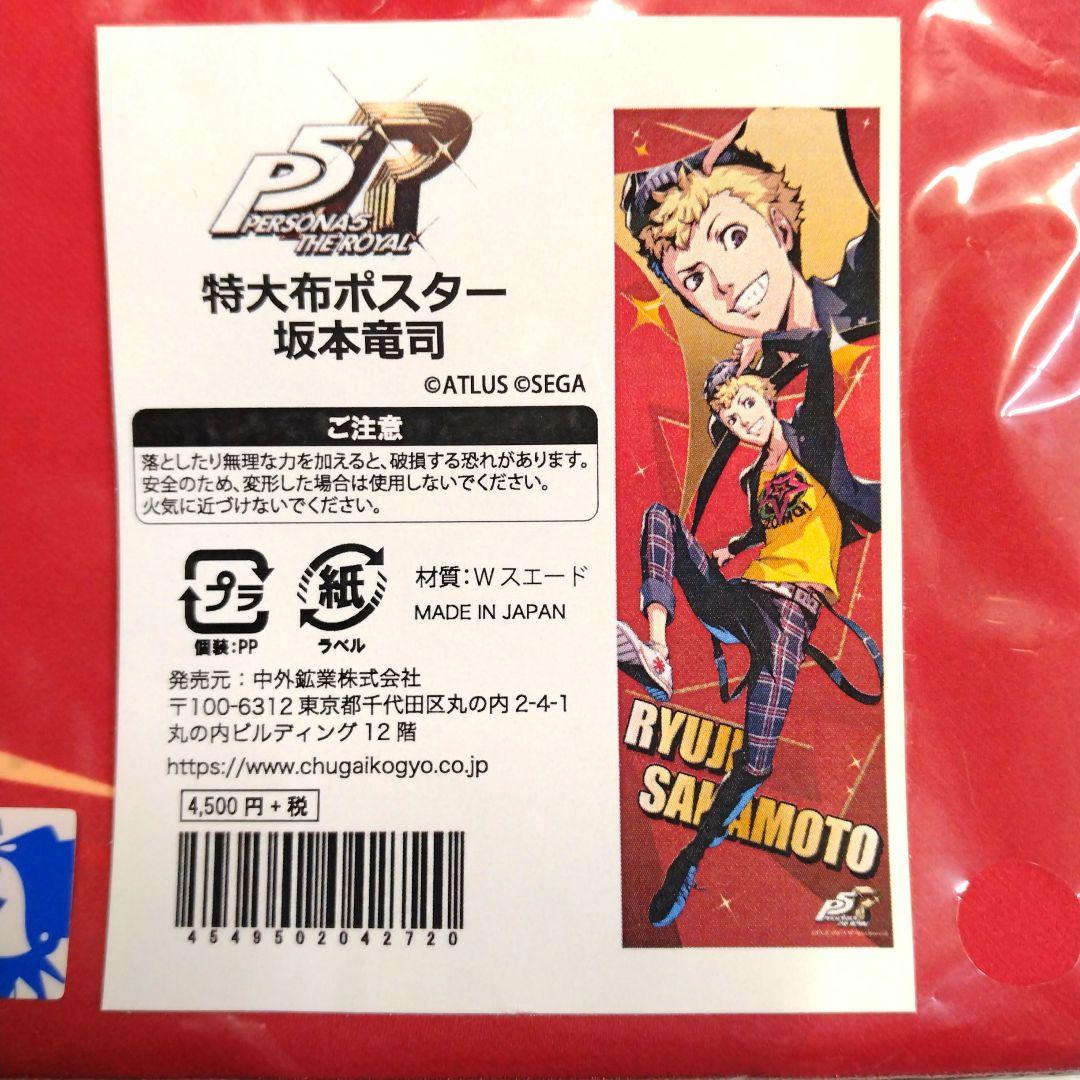 P5R
PERSONA5
THE ROYAL
特大布ポスター
坂本竜司
©ATLUS ©SEGA
ご注意
落としたり無理な力を加えると、破損する恐れがあります。
安全のため、変形した場合は使用しないでください。
火気に近づけないでください。
プラ
個装:PP
紙
ラベル
材質:W スエード
MADE IN JAPAN
発売元:中外鉱業株式会社
〒100-6312 東京都千代田区丸の内 2-4-1
丸の内ビルディング 12 階
https://www.chugaikogyo.co.jp
4,500 円 + 税
4549502042720
RYUJI
SAKAMOTO
P5R
PERSONA5
THE ROYAL